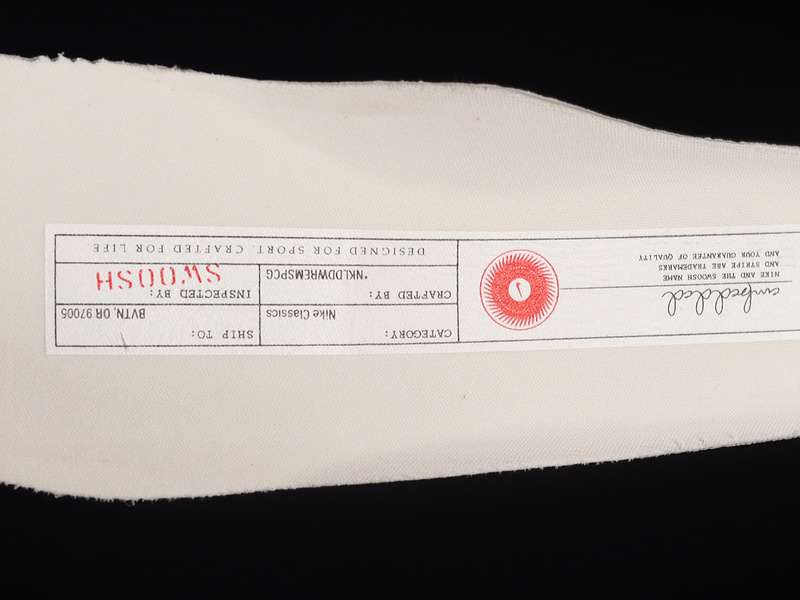 CATEGORY:
Nike Classics
SHIP TO:
BVTN, OR 97005
CRAFTED BY:
*NKLDDWREMSPCG
INSPECTED BY:
SWOOSH
DESIGNED FOR SPORT. CRAFTED FOR LIFE.
NIKE AND THE SWOOSH NAME
AND STRIPE ARE TRADEMARKS
AND YOUR GUARANTEE OF QUALITY